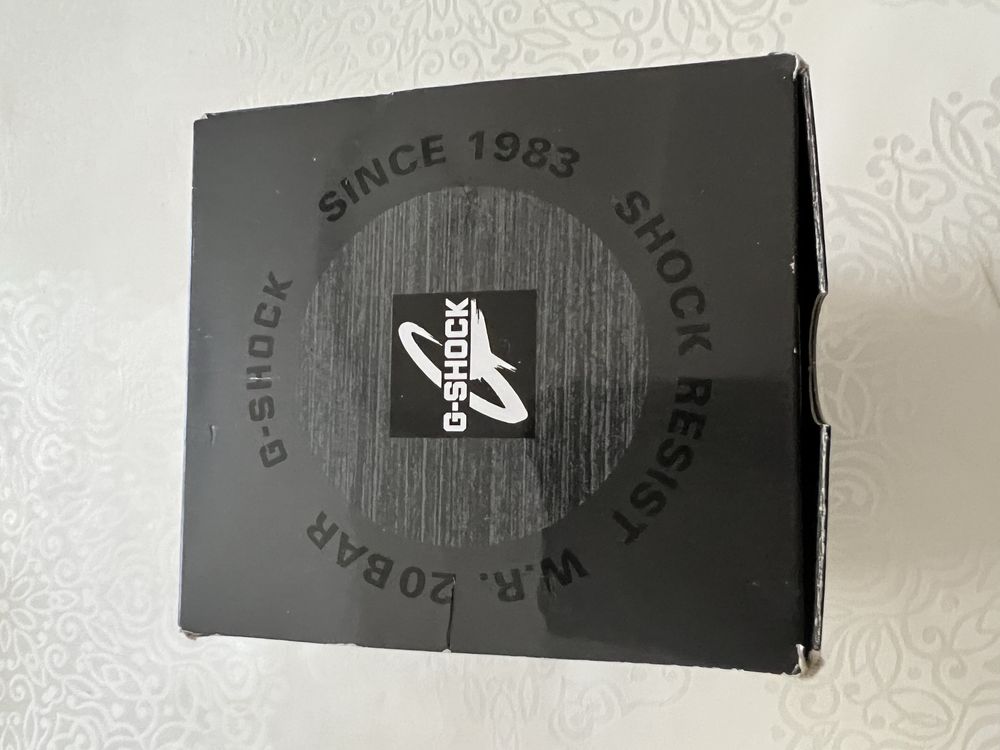 G-SHOCK
SINCE 1983
SHOCK RESIST
W.R. 20BAR
G-SHOCK